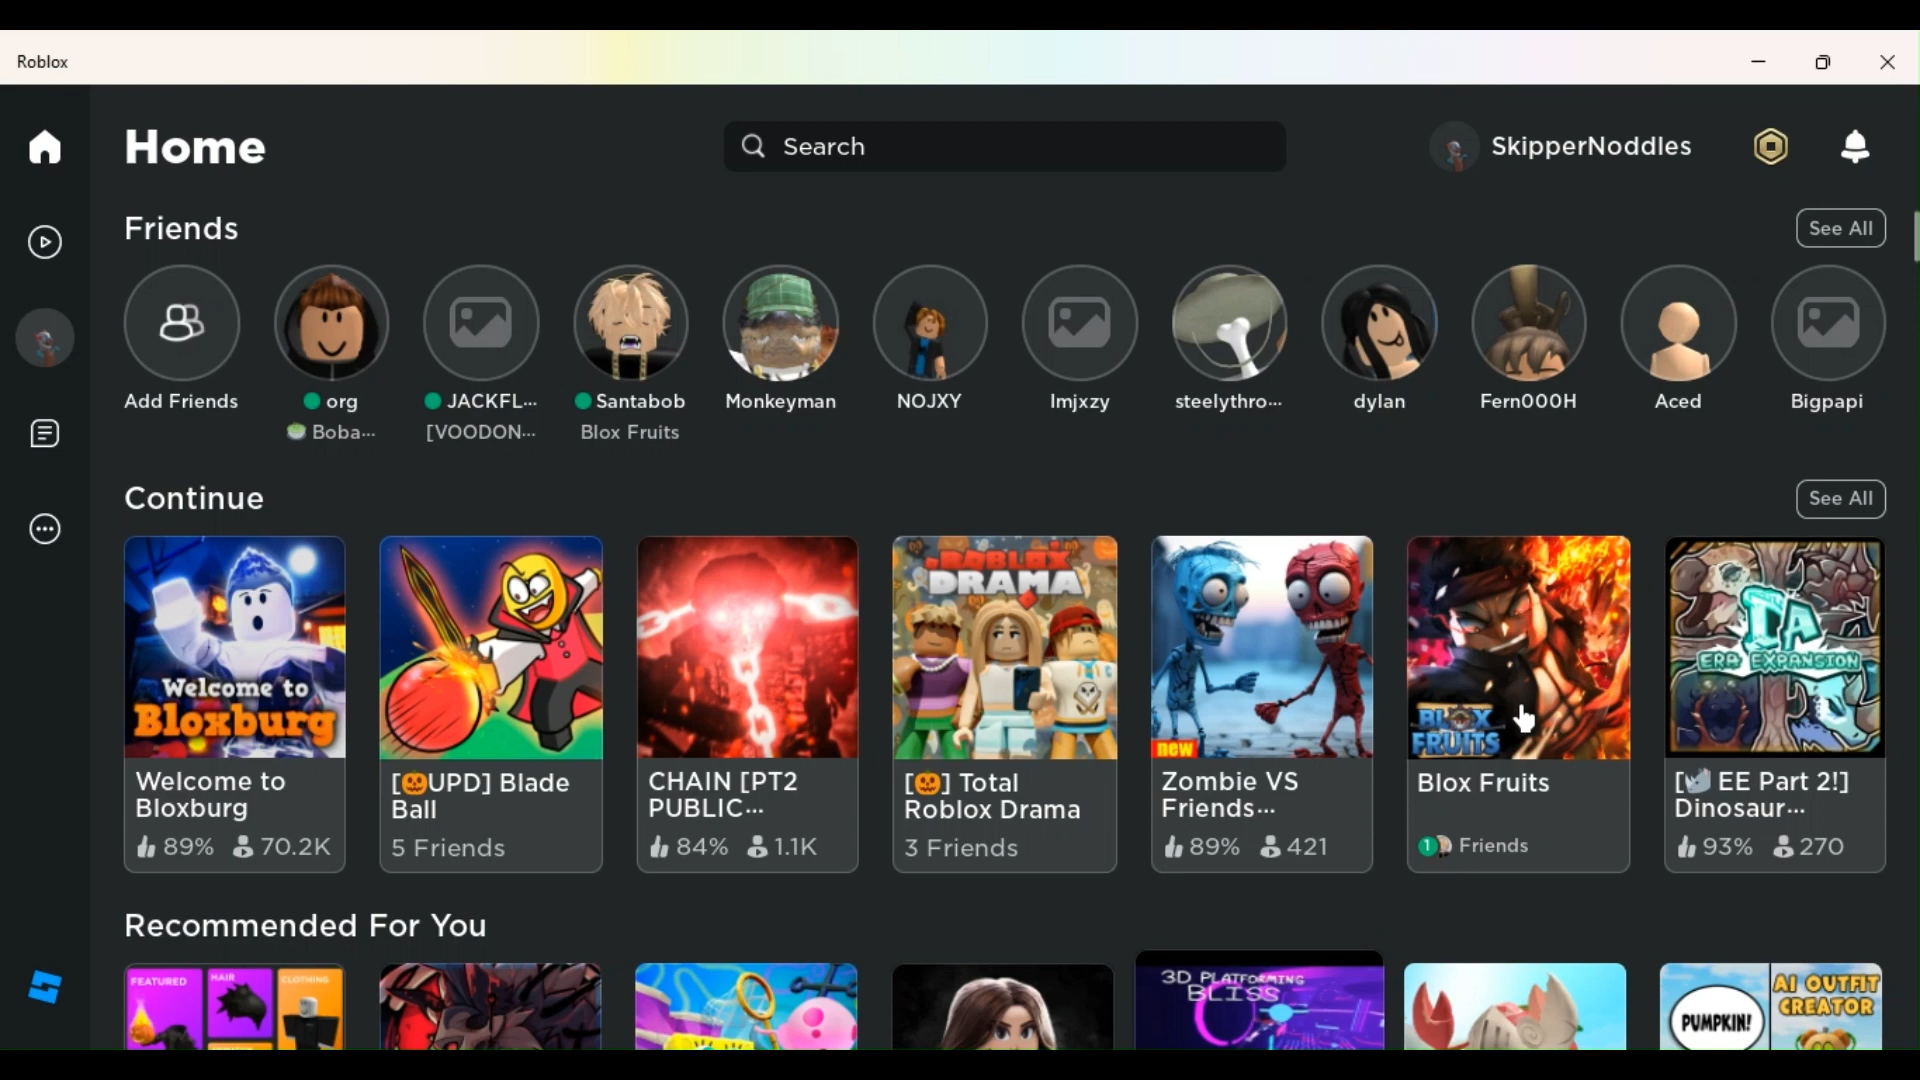 Roblox
Home
Search
SkipperNoddles
Friends
See All
Add Friends
org
JACKFL...
Santabob
Monkeyman
NOJXY
Imjxzy
steelythro...
dylan
Fern000H
Aced
Bigpapi
Boba...
[VOODON...
Blox Fruits
Continue
See All
Welcome to
Bloxburg
ROBLOX
DRAMA
new
BLOX
FRUITS
IA
ERA EXPANSION
Welcome to
Bloxburg
89% 70.2K
[🎃UPD] Blade
Ball
5 Friends
CHAIN [PT2
PUBLIC...
84% 1.1K
[🎃] Total
Roblox Drama
3 Friends
Zombie VS
Friends...
89% 421
Blox Fruits
1 Friends
[🦏 EE Part 2!]
Dinosaur...
93% 270
Recommended For You
FEATURED
HAIR
CLOTHING
3D PLATFORMING
BLISS
PUMPKIN!
AI OUTFIT
CREATOR